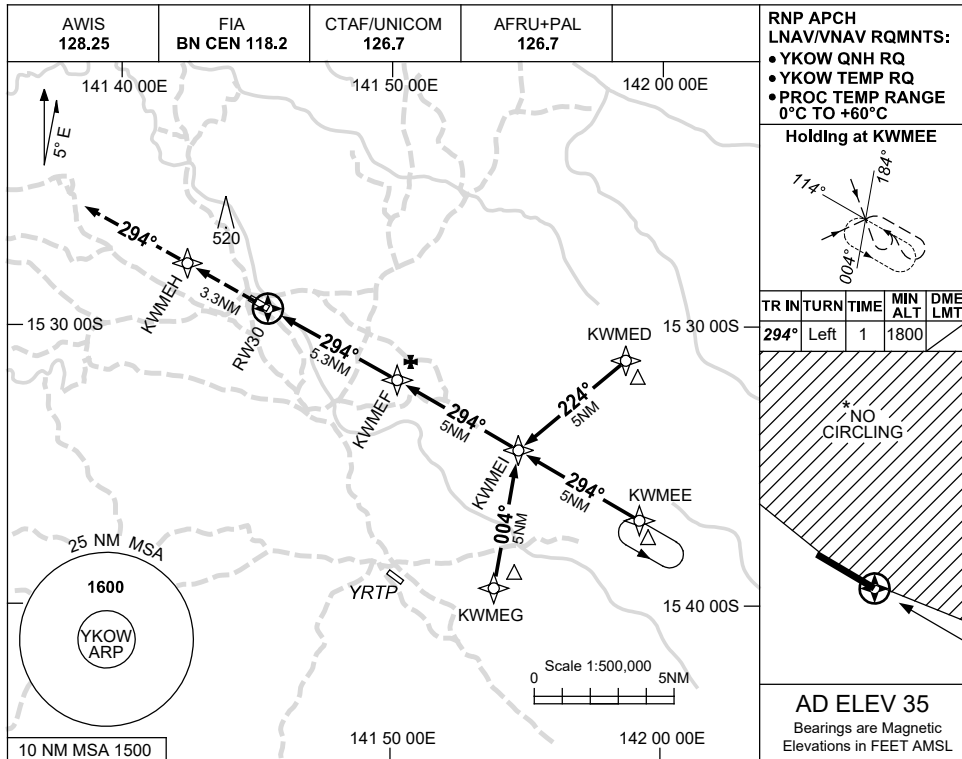 AWIS
128.25
FIA
BN CEN 118.2
CTAF/UNICOM
126.7
AFRU+PAL
126.7
RNP APCH
LNAV/VNAV RQMNTS:
• YKOW QNH RQ
• YKOW TEMP RQ
• PROC TEMP RANGE
0°C TO +60°C
Holding at KWMEE
184°
114°
004°
TR IN TURN TIME MIN ALT DME LMT
294° Left 1 1800
*NO
CIRCLING
AD ELEV 35
Bearings are Magnetic
Elevations in FEET AMSL
141 40 00E
141 50 00E
142 00 00E
5° E
520
294°
KWMEH
3.3NM
RW30
15 30 00S
15 30 00S
294°
5.3NM
KWMEF
KWMED
224°
5NM
294°
5NM
KWMEI
294°
5NM
KWMEE
004°
5NM
KWMEG
YRTP
15 40 00S
25 NM MSA
1600
YKOW
ARP
Scale 1:500,000
0 5NM
10 NM MSA 1500
141 50 00E
142 00 00E